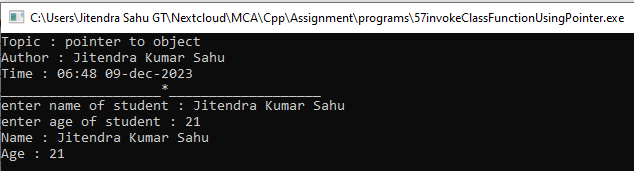 C:\Users\Jitendra Sahu GT\Nextcloud\MCA\Cpp\Assignment\programs\57invokeClassFunctionUsingPointer.exe
Topic : pointer to object
Author : Jitendra Kumar Sahu
Time : 06:48 09-dec-2023
____________________*___________________
enter name of student : Jitendra Kumar Sahu
enter age of student : 21
Name : Jitendra Kumar Sahu
Age : 21